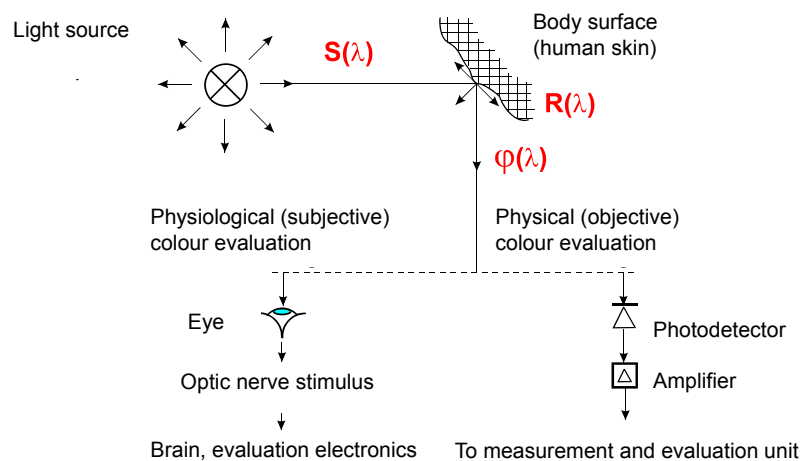 Light source
Body surface
(human skin)
S(λ)
R(λ)
φ(λ)
Physiological (subjective)
colour evaluation
Physical (objective)
colour evaluation
Eye
Photodetector
Optic nerve stimulus
Amplifier
Brain, evaluation electronics
To measurement and evaluation unit